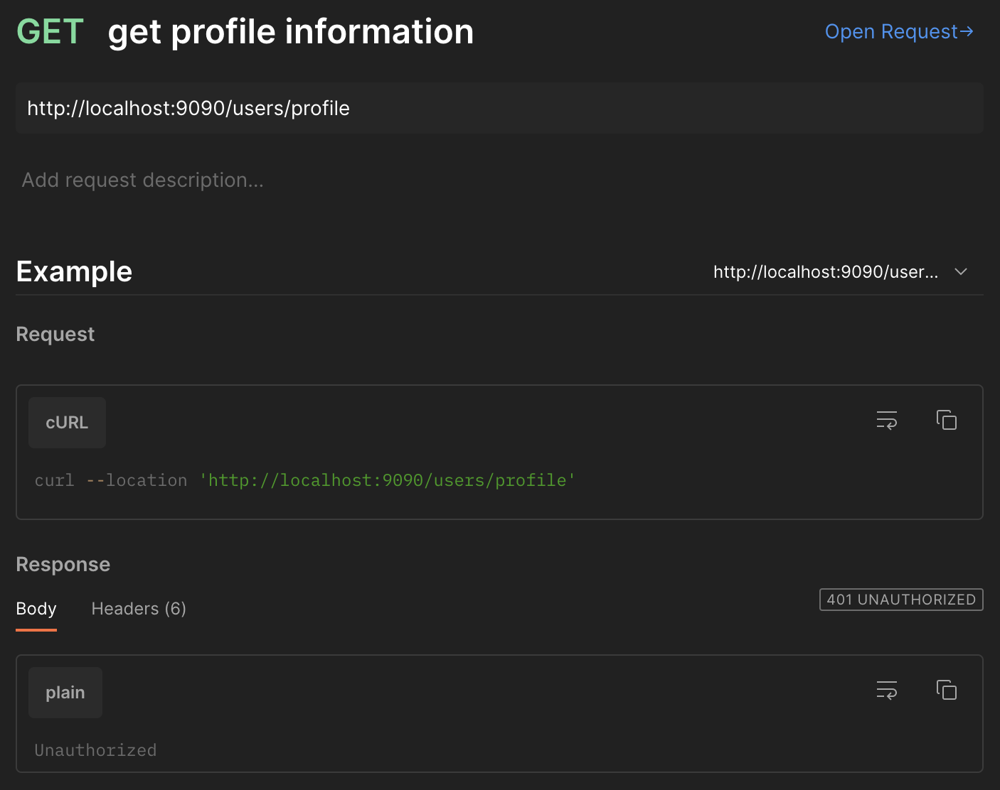 GET get profile information
Open Request→
http://localhost:9090/users/profile
Add request description...
Example
http://localhost:9090/user...
Request
cURL
curl --location 'http://localhost:9090/users/profile'
Response
Body Headers (6)
401 UNAUTHORIZED
plain
Unauthorized